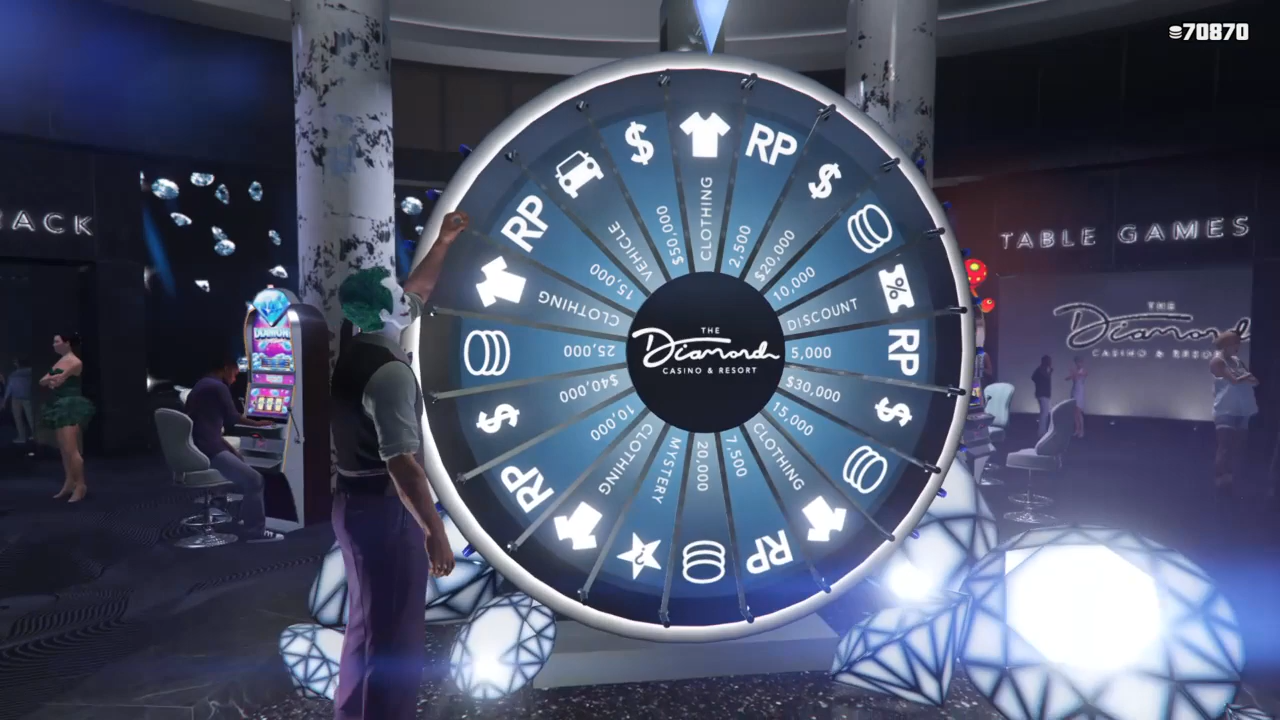 70870
ACK
TABLE GAMES
THE
Diamond
CASINO & RESORT
THE
Diamond
CASINO & RESORT
CLOTHING
RP
2,500
$
$20,000
10,000
%
DISCOUNT
RP
5,000
$
$30,000
15,000
CLOTHING
RP
7,500
20,000
?
MYSTERY
CLOTHING
RP
10,000
$
$40,000
25,000
CLOTHING
RP
15,000
VEHICLE
$
$50,000
DIAMOND